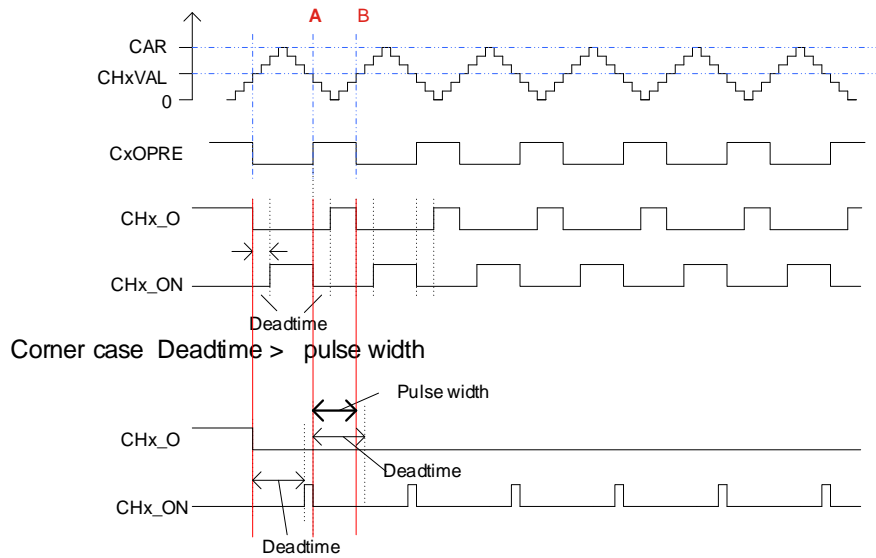 A B
CAR
CHxVAL
0
CxOPRE
CHx_O
CHx_ON
Deadtime
Corner case Deadtime > pulse width
Pulse width
CHx_O
Deadtime
CHx_ON
Deadtime